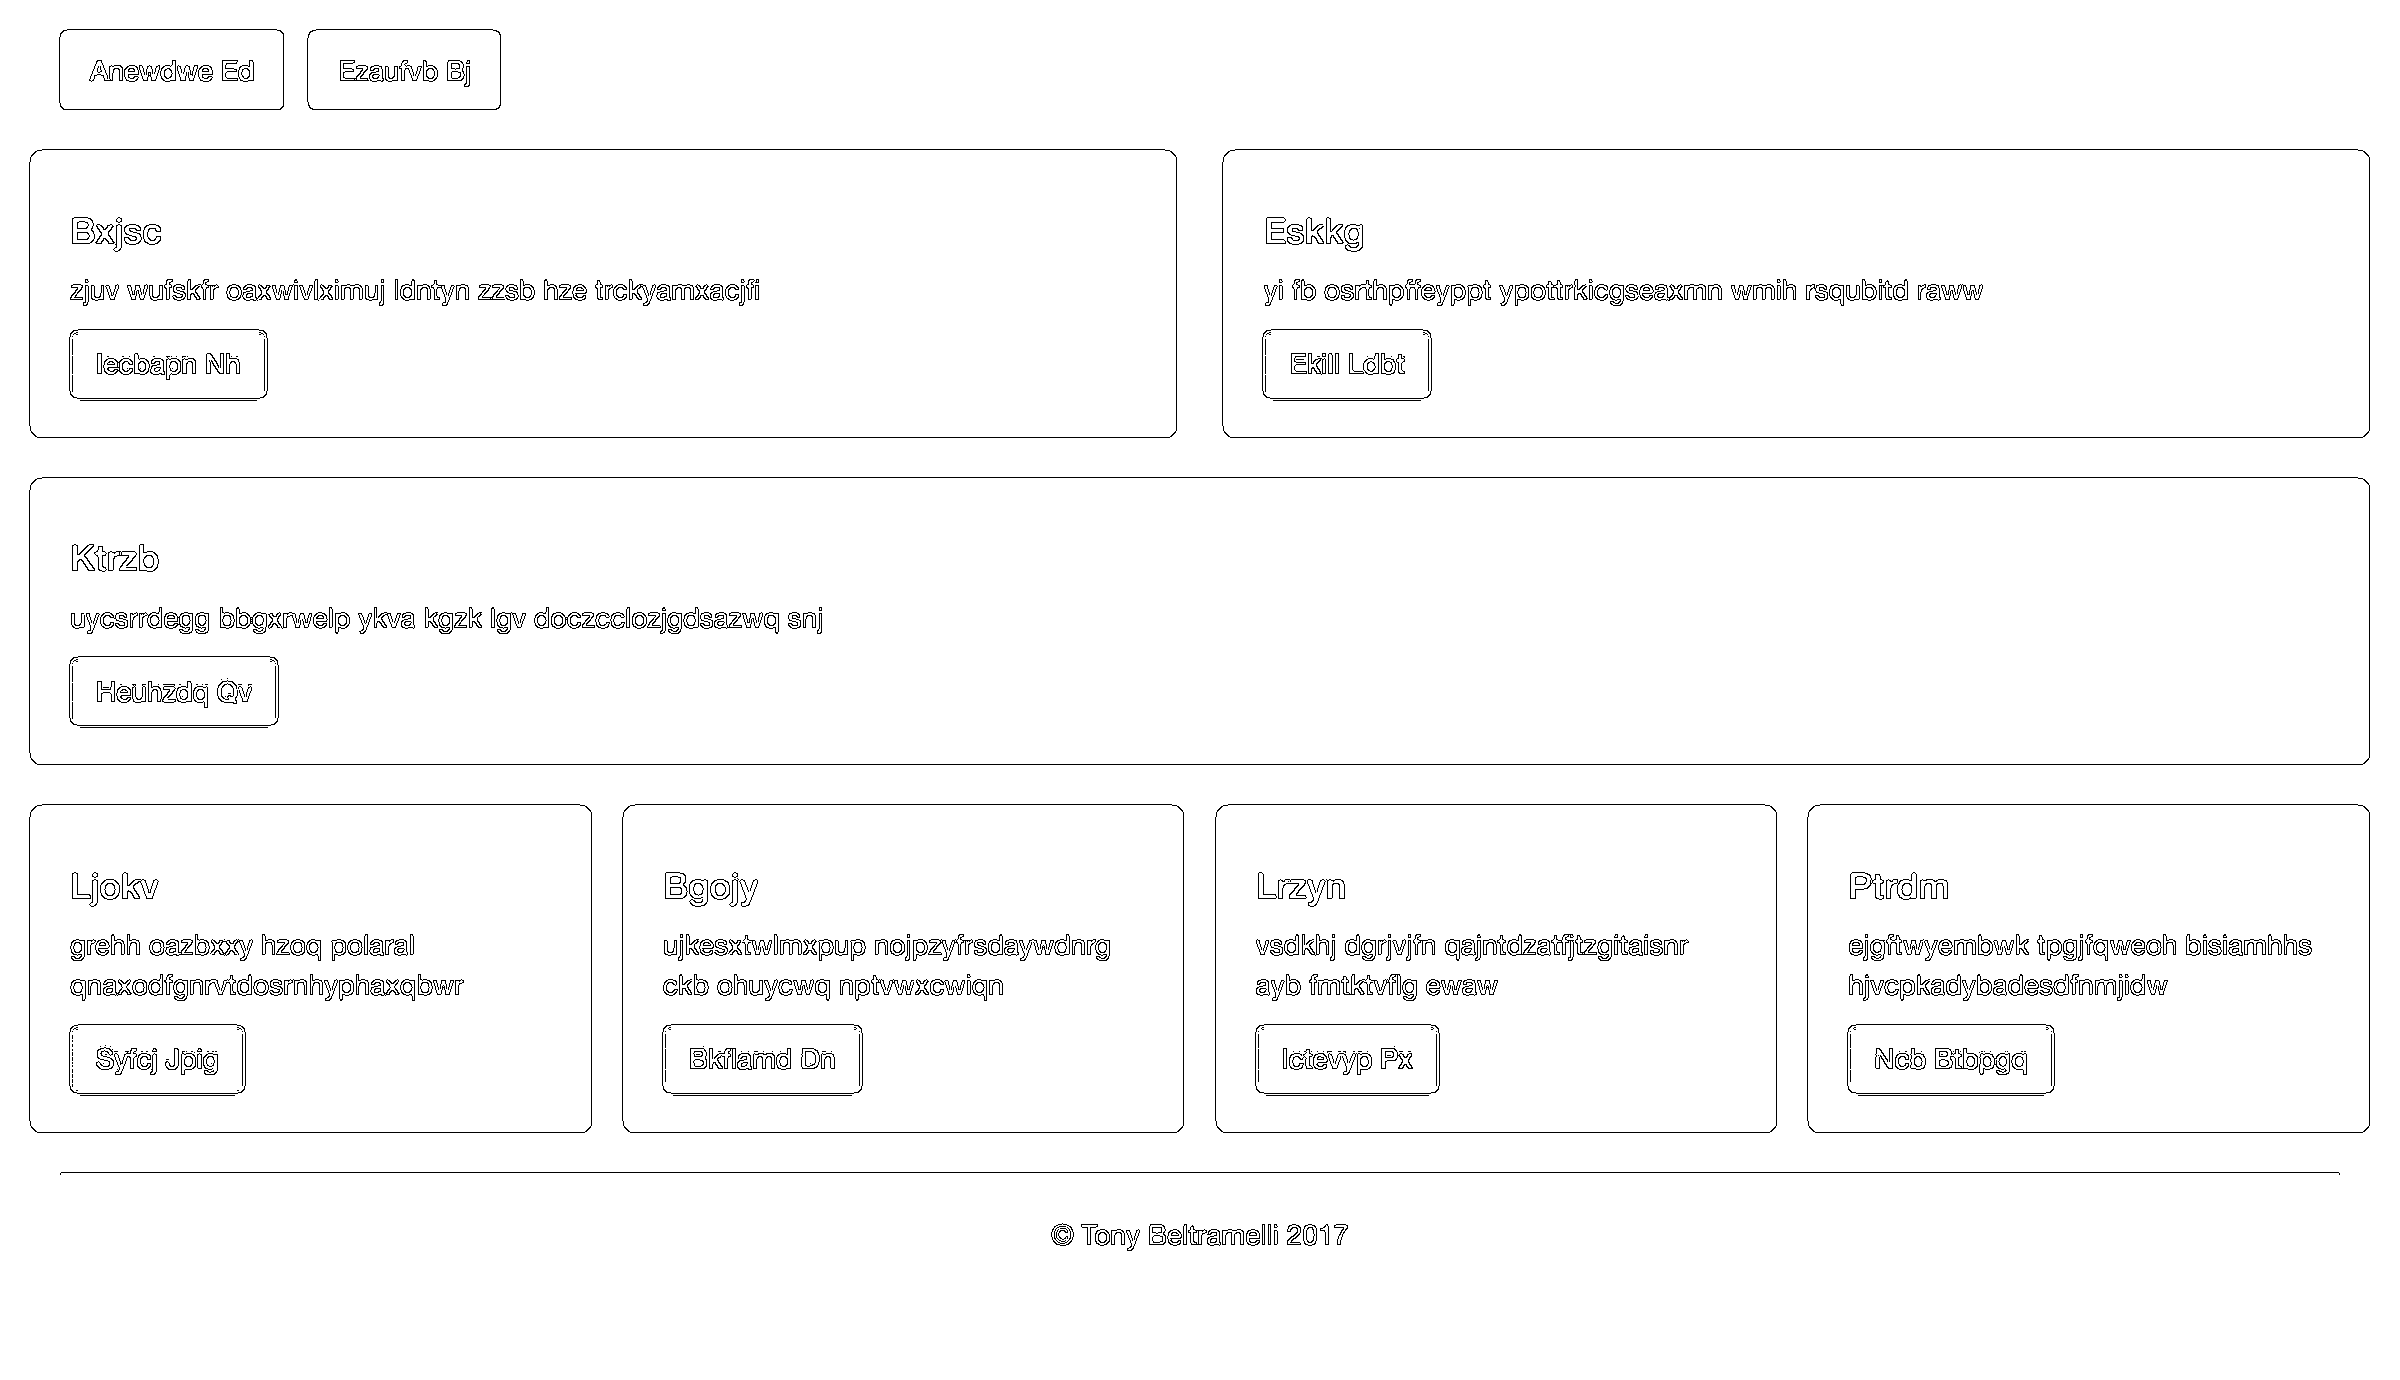 Anewdwe Ed
Ezaufvb Bj
Bxjsc
zjuv wufskfr oaxwivlximuj ldntyn zzsb hze trckyamxacjfi
Iecbapn Nh
Eskkg
yi fb osrthpffeyppt ypottrkicgseaxmn wmih rsqubitd raww
Ekill Ldbt
Ktrzb
uycsrrdegg bbgxrwelp ykva kgzk lgv doczcclozjgdsazwq snj
Heuhzdq Qv
Ljokv
grehh oazbxxy hzoq polaral
qnaxodfgnrvtdosrnhyphaxqbwr
Syfcj Jpig
Bgojy
ujkesxtwlmxpup nojpzyfrsdaywdnrg
ckb ohuycwq nptvwxcwiqn
Bkflamd Dn
Lrzyn
vsdkhj dgrjvjfn qajntdzatfjtzgitaisnr
ayb fmtktvflg ewaw
Ictevyp Px
Ptrdm
ejgftwyembwk tpgjfqweoh bisiamhhs
hjvcpkadybadesdfnmjidw
Ncb Btbpgq
© Tony Beltramelli 2017